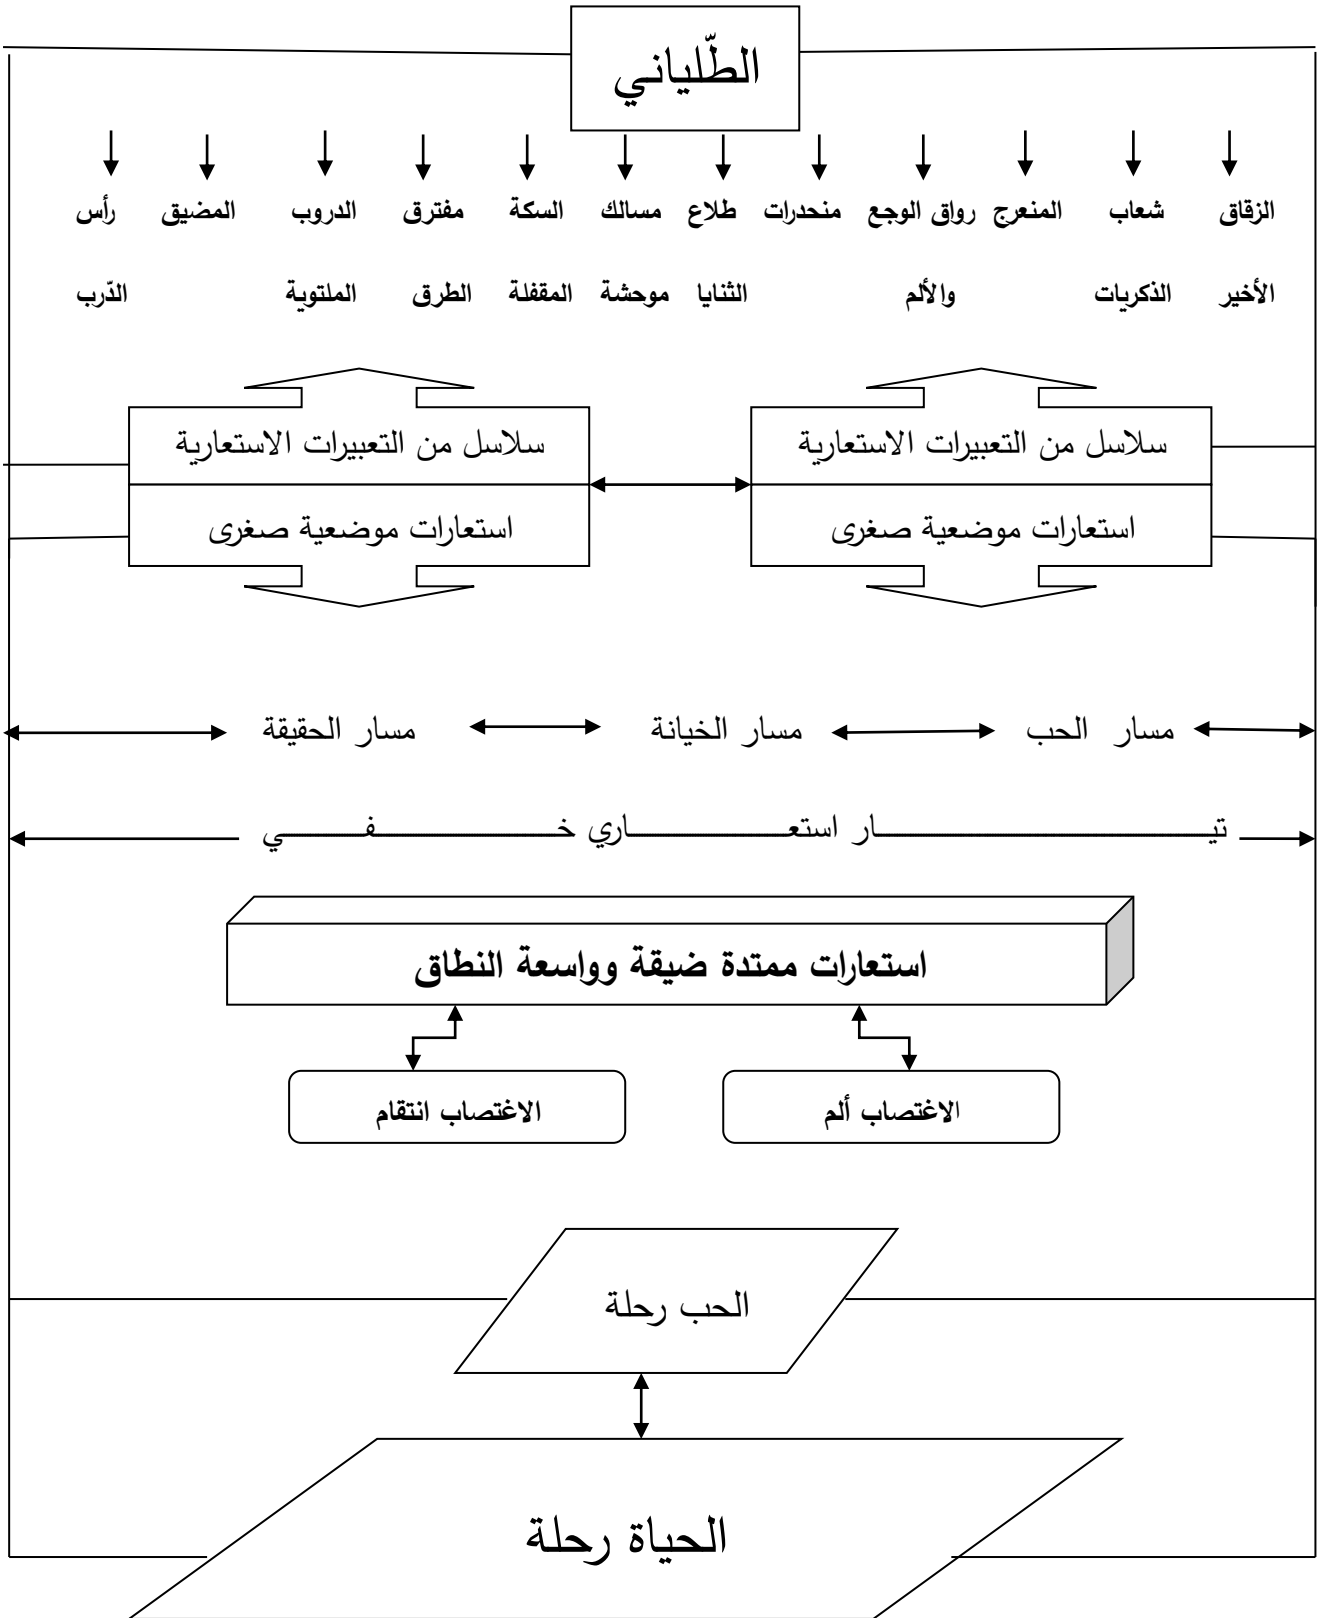 الطّلياني
الزقاق شعاب المنعرج رواق الوجع منحدرات طلاع مسالك السكة مفترق الدروب المضيق رأس
الأخير الذكريات والألم الثنايا موحشة المقفلة الطرق الملتوية الدّرب
سلاسل من التعبيرات الاستعارية سلاسل من التعبيرات الاستعارية
استعارات موضعية صغرى استعارات موضعية صغرى
مسار الحب مسار الخيانة مسار الحقيقة
تيـــــــــار استعـــــــــاري خـــــــــفـــــــــي
استعارات ممتدة ضيقة وواسعة النطاق
الاغتصاب ألم الاغتصاب انتقام
الحب رحلة
الحياة رحلة